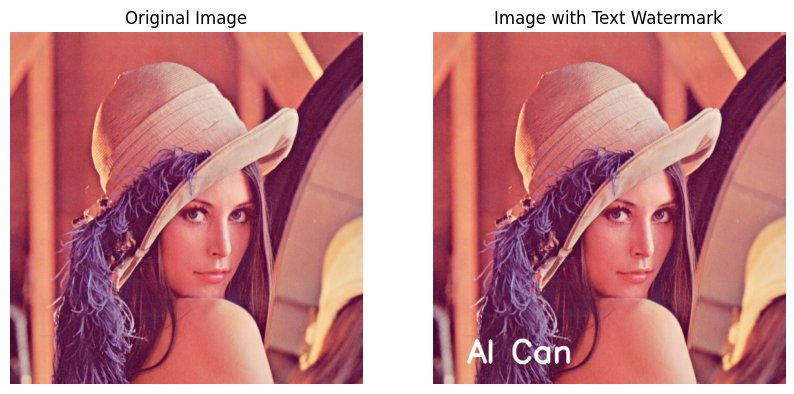 Original Image
Image with Text Watermark
AI Can